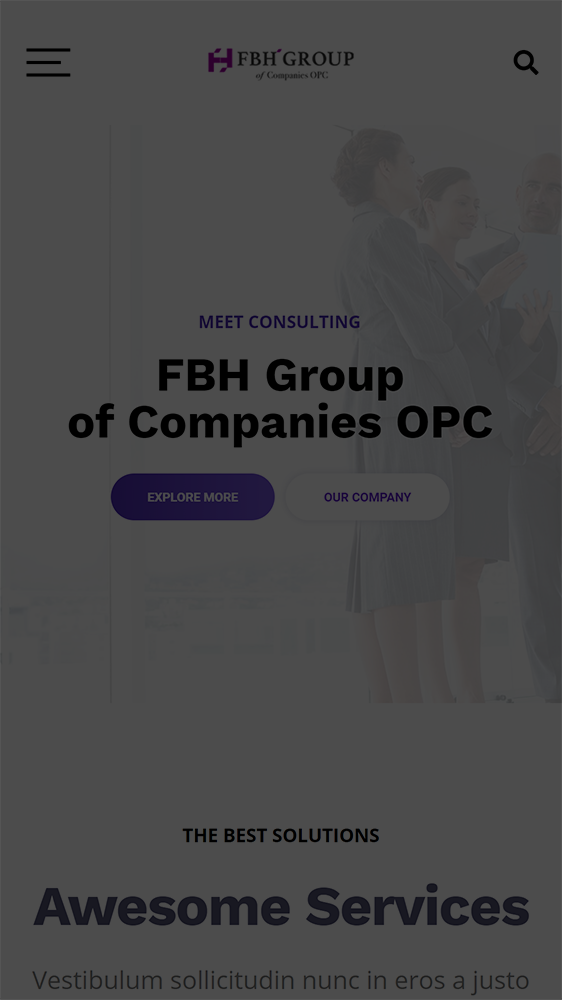 FBH GROUP
of Companies OPC
MEET CONSULTING
FBH Group
of Companies OPC
EXPLORE MORE
OUR COMPANY
THE BEST SOLUTIONS
Awesome Services
Vestibulum sollicitudin nunc in eros a justo